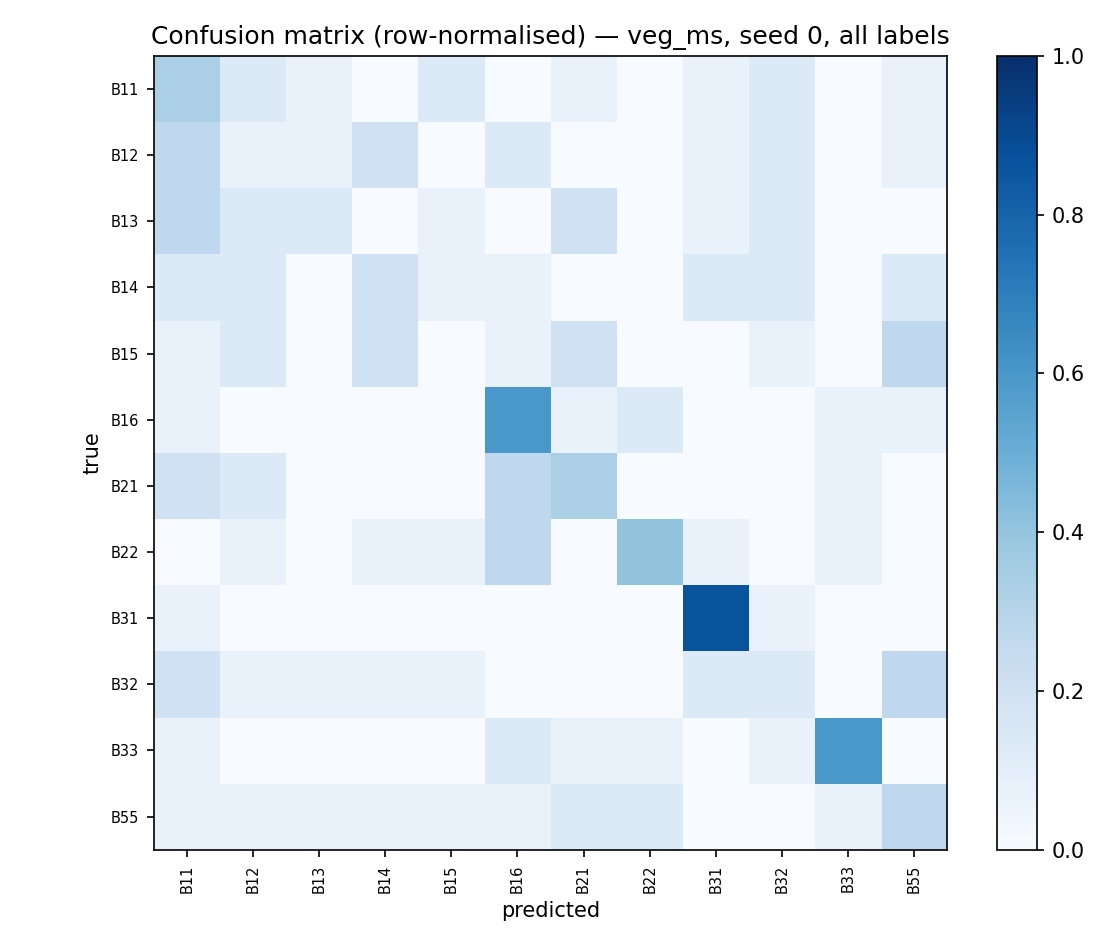 Confusion matrix (row-normalised) — veg_ms, seed 0, all labels
true
B11
B12
B13
B14
B15
B16
B21
B22
B31
B32
B33
B55
B11 B12 B13 B14 B15 B16 B21 B22 B31 B32 B33 B55
predicted
1.0
0.8
0.6
0.4
0.2
0.0